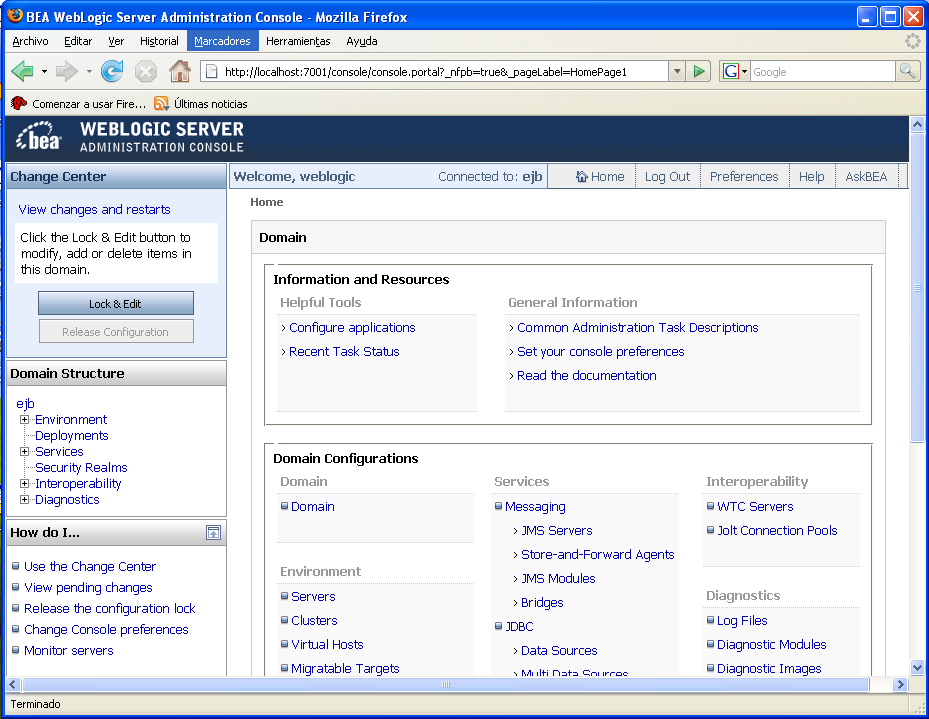 BEA WebLogic Server Administration Console - Mozilla Firefox
Archivo Editar Ver Historial Marcadores Herramientas Ayuda
http://localhost:7001/console/console.portal?_nfpb=true&_pageLabel=HomePage1
G Google
Comenzar a usar Fire... Últimas noticias
bea WEBLOGIC SERVER
ADMINISTRATION CONSOLE
Change Center
View changes and restarts
Click the Lock & Edit button to
modify, add or delete items in
this domain.
Lock & Edit
Release Configuration
Domain Structure
ejb
Environment
Deployments
Services
Security Realms
Interoperability
Diagnostics
How do I...
Use the Change Center
View pending changes
Release the configuration lock
Change Console preferences
Monitor servers
Welcome, weblogic Connected to: ejb Home Log Out Preferences Help AskBEA
Home
Domain
Information and Resources
Helpful Tools
› Configure applications
› Recent Task Status
General Information
› Common Administration Task Descriptions
› Set your console preferences
› Read the documentation
Domain Configurations
Domain
Domain
Environment
Servers
Clusters
Virtual Hosts
Migratable Targets
Services
Messaging
› JMS Servers
› Store-and-Forward Agents
› JMS Modules
› Bridges
JDBC
› Data Sources
› Multi Data Sources
Interoperability
WTC Servers
Jolt Connection Pools
Diagnostics
Log Files
Diagnostic Modules
Diagnostic Images
Terminado